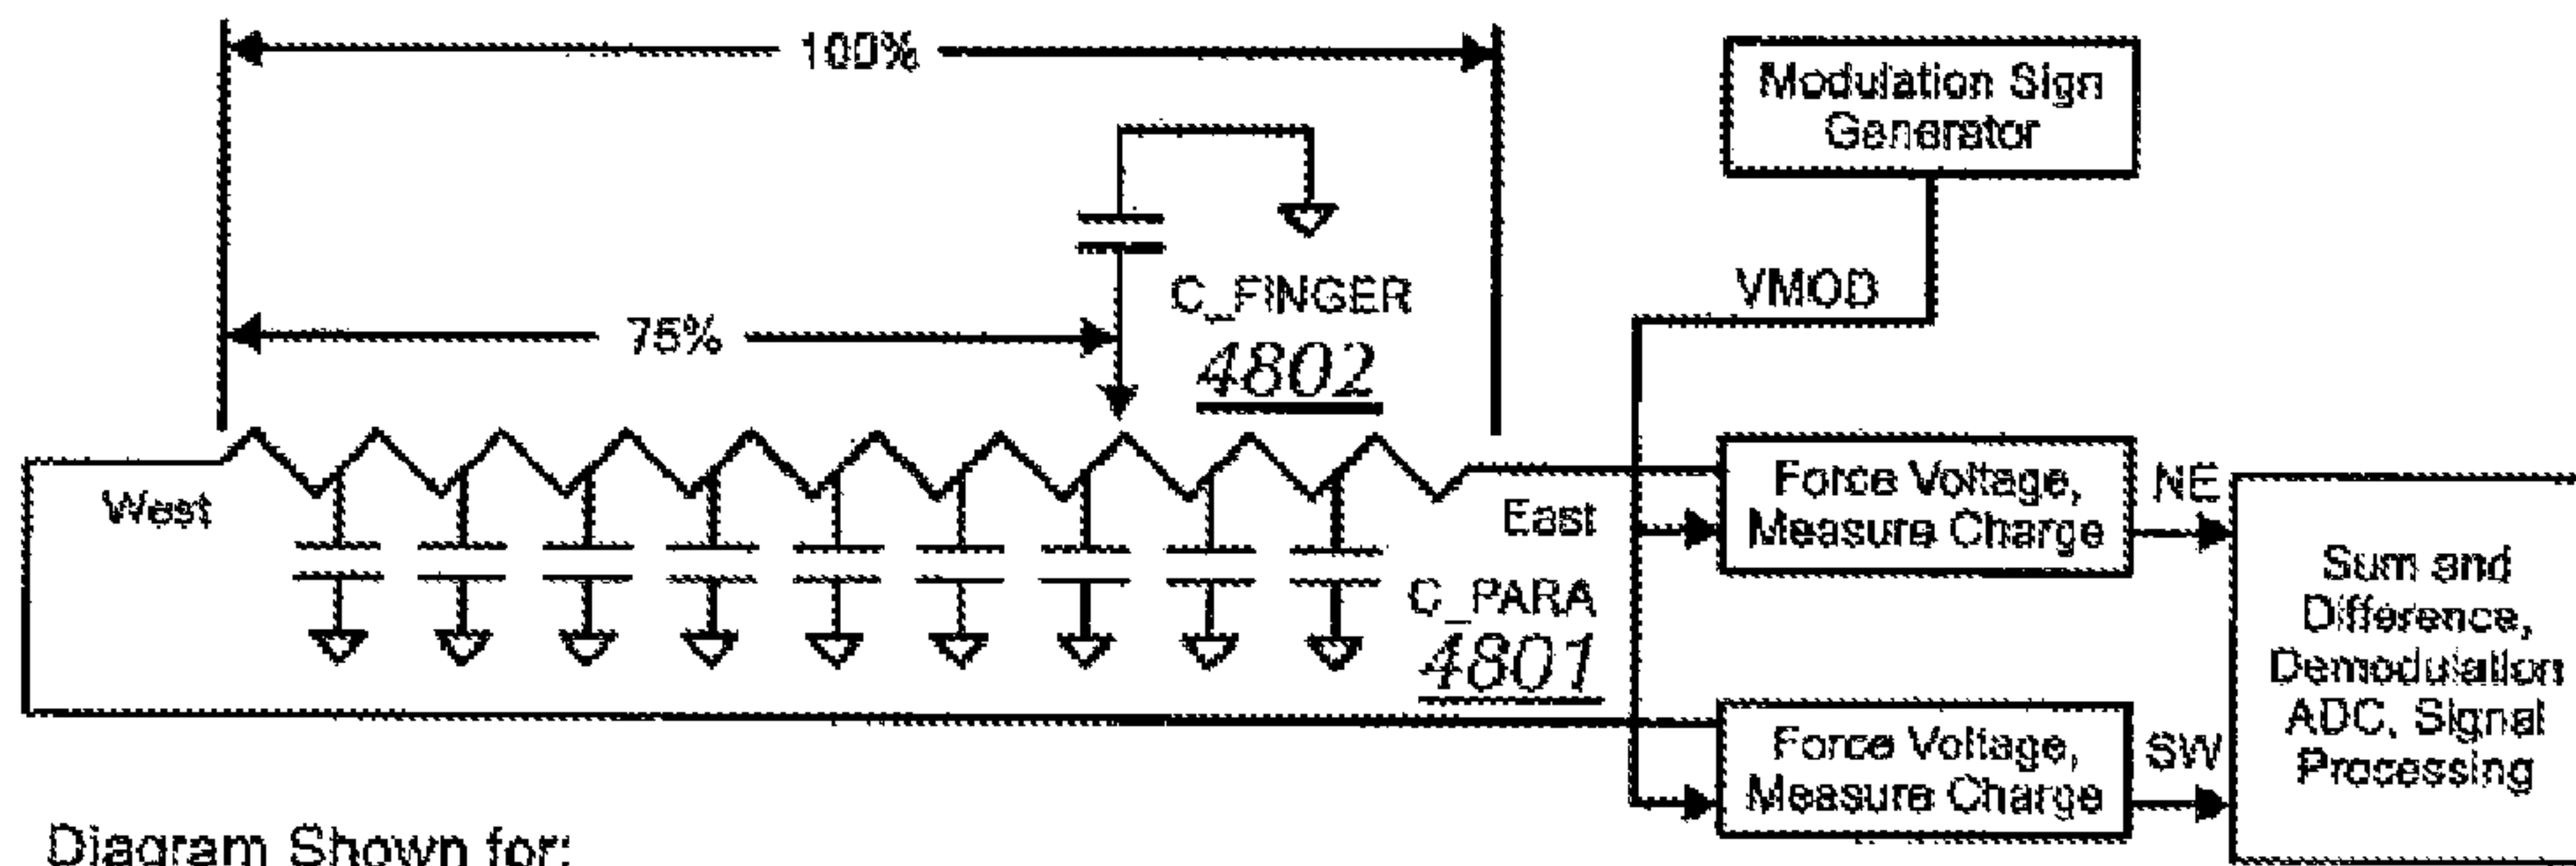 100%
Modulation Sign
Generator
C_FINGER
4802
VMOD
75%
West
East
Force Voltage,
Measure Charge
NE
C_PARA
4801
Sum and
Difference,
Demodulation
ADC, Signal
Processing
Force Voltage,
Measure Charge
SW
Diagram Shown for: